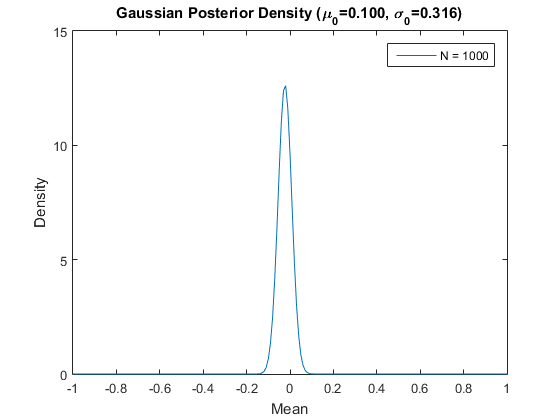 Gaussian Posterior Density (μ0=0.100, σ0=0.316)
15
N = 1000
10
Density
5
0
-1 -0.8 -0.6 -0.4 -0.2 0 0.2 0.4 0.6 0.8 1
Mean